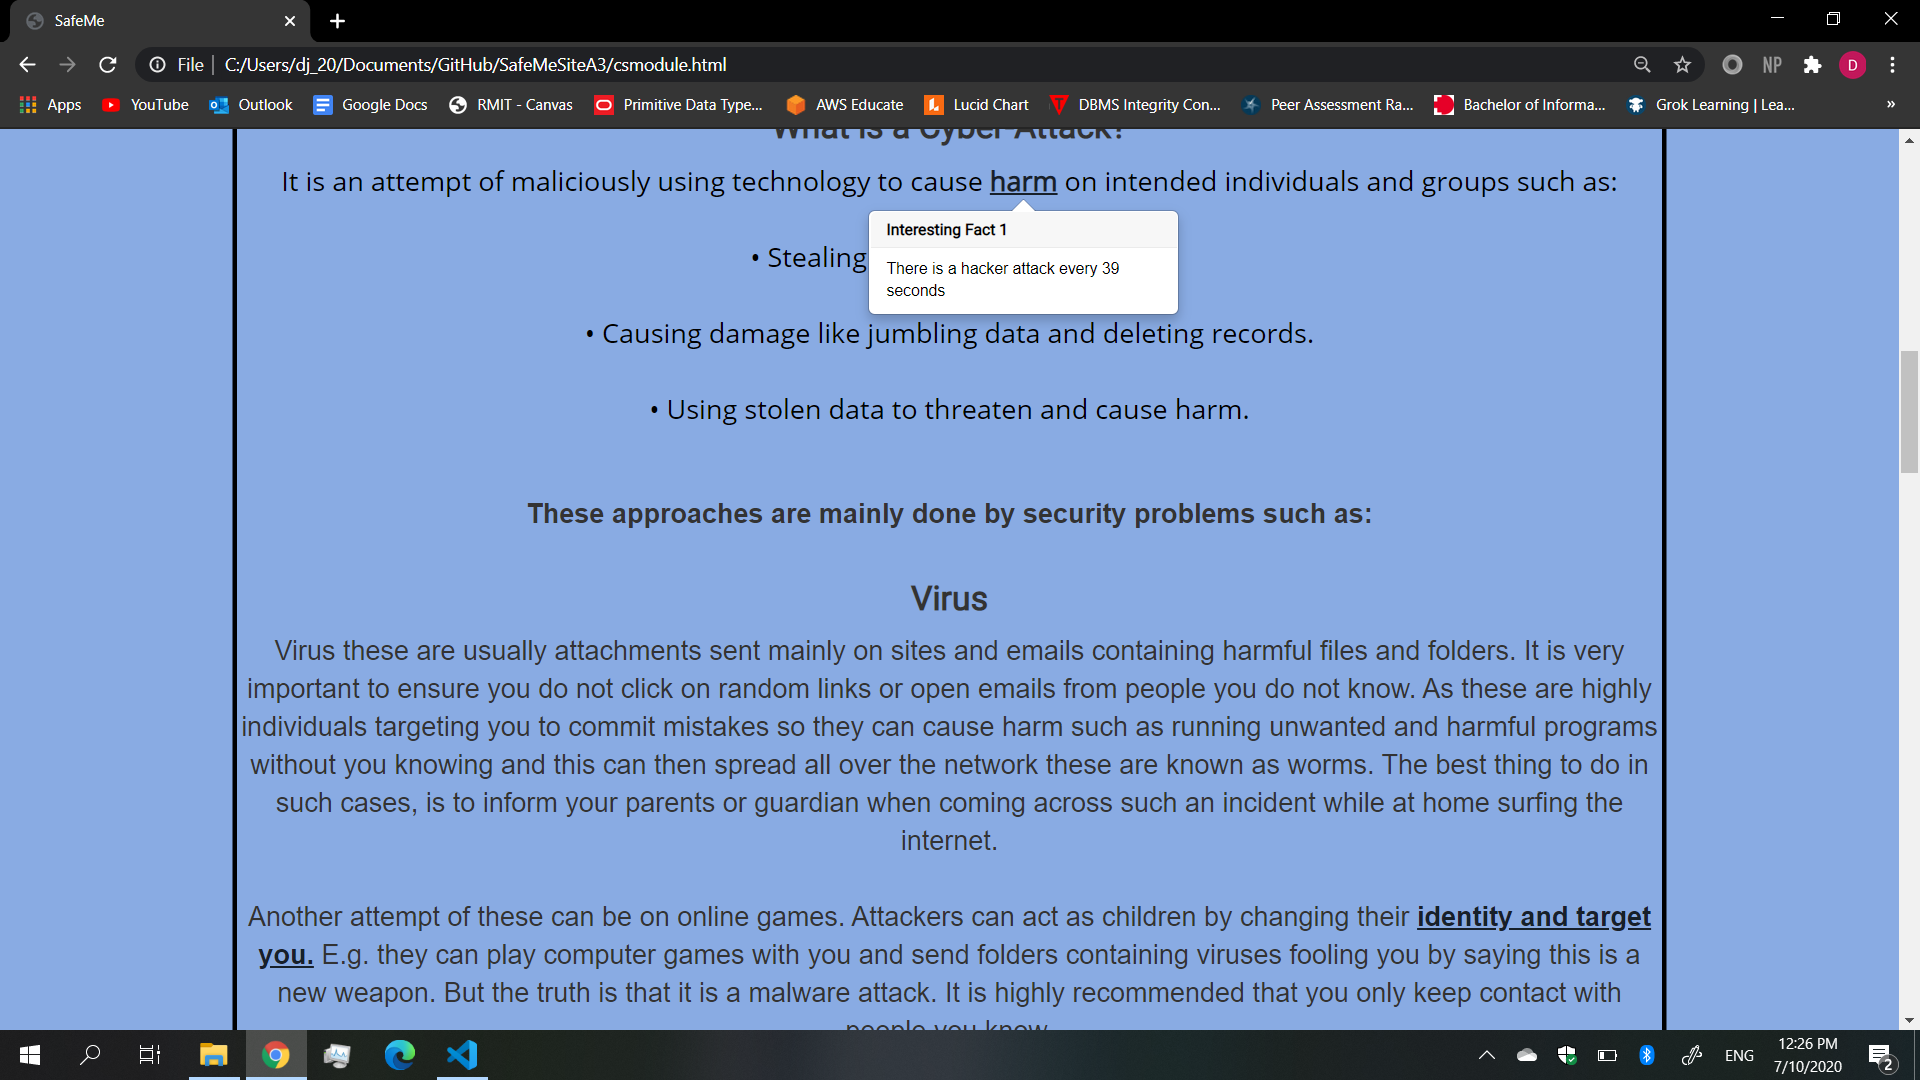 SafeMe
File
C:/Users/dj_20/Documents/GitHub/SafeMeSiteA3/csmodule.html
NP
D
Apps
YouTube
Outlook
Google Docs
RMIT - Canvas
Primitive Data Type...
AWS Educate
Lucid Chart
DBMS Integrity Con...
Peer Assessment Ra...
Bachelor of Informa...
Grok Learning | Lea...
»
What is a Cyber Attack?
It is an attempt of maliciously using technology to cause harm on intended individuals and groups such as:
Interesting Fact 1
There is a hacker attack every 39
seconds
• Stealing
• Causing damage like jumbling data and deleting records.
• Using stolen data to threaten and cause harm.
These approaches are mainly done by security problems such as:
Virus
Virus these are usually attachments sent mainly on sites and emails containing harmful files and folders. It is very
important to ensure you do not click on random links or open emails from people you do not know. As these are highly
individuals targeting you to commit mistakes so they can cause harm such as running unwanted and harmful programs
without you knowing and this can then spread all over the network these are known as worms. The best thing to do in
such cases, is to inform your parents or guardian when coming across such an incident while at home surfing the
internet.
Another attempt of these can be on online games. Attackers can act as children by changing their identity and target
you. E.g. they can play computer games with you and send folders containing viruses fooling you by saying this is a
new weapon. But the truth is that it is a malware attack. It is highly recommended that you only keep contact with
people you know.
ENG
12:26 PM
7/10/2020
2